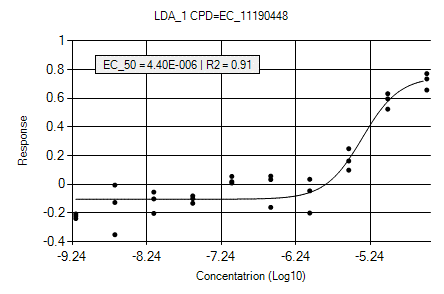 LDA_1 CPD=EC_11190448
EC_50 = 4.40E-006 | R2 = 0.91
1
0.8
0.6
0.4
0.2
0
-0.2
-0.4
Response
-9.24 -8.24 -7.24 -6.24 -5.24
Concentatrion (Log10)